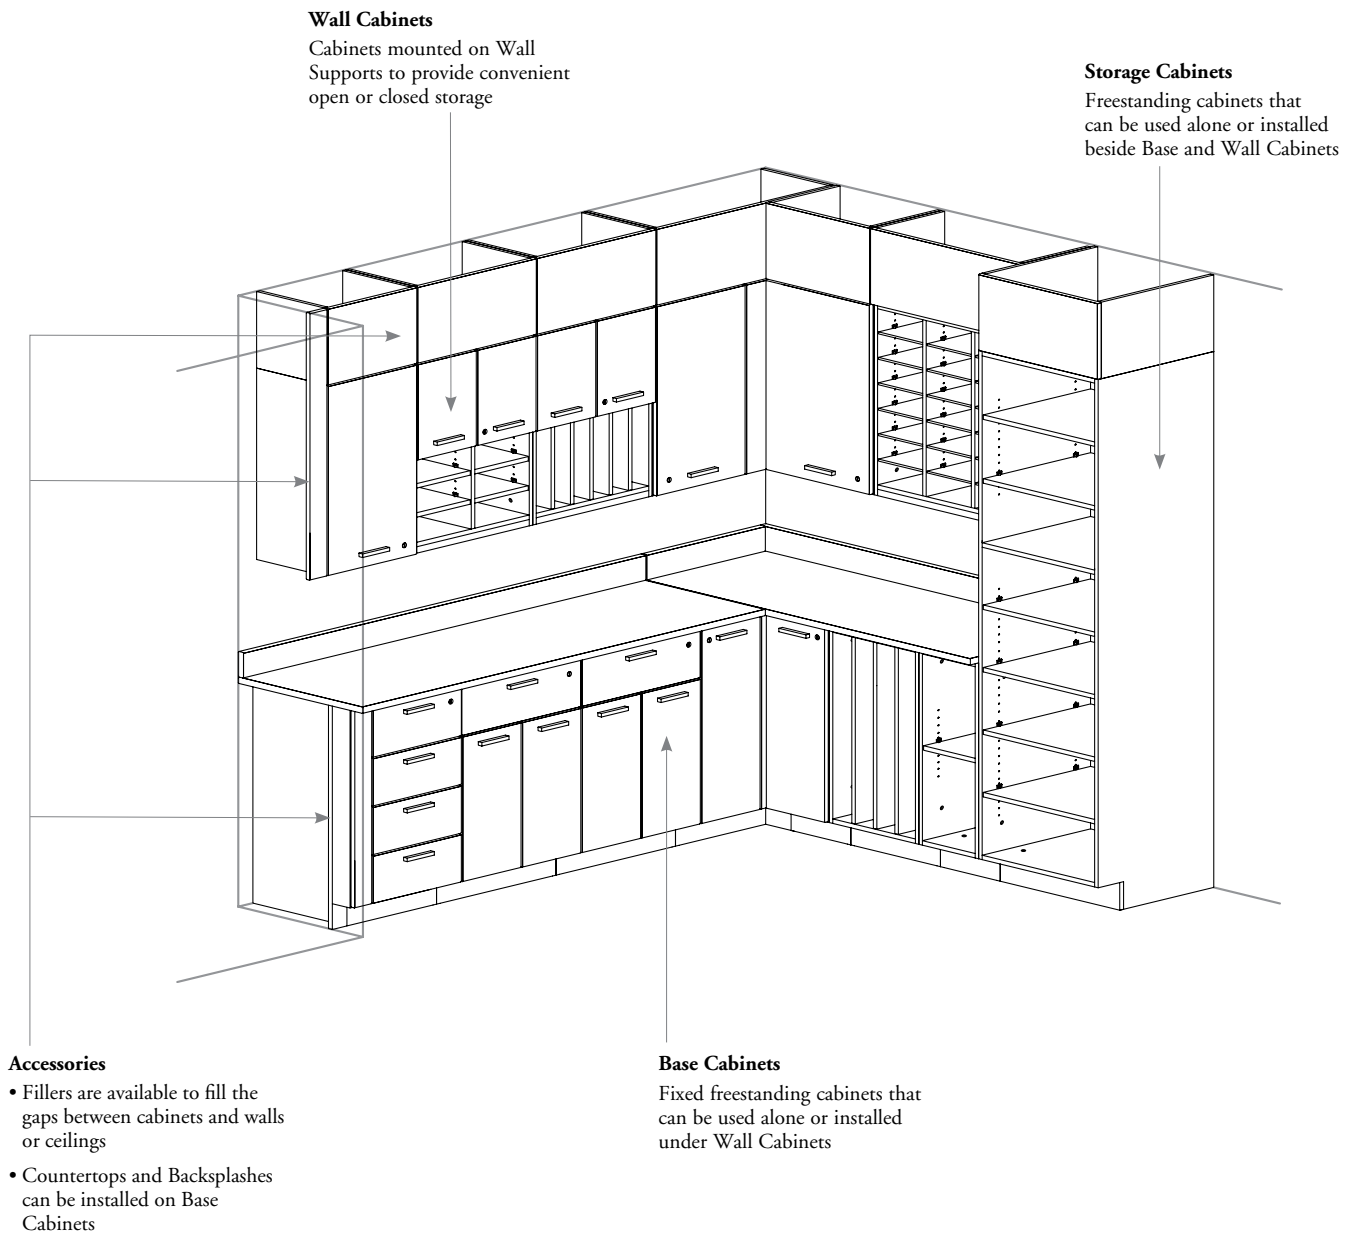 Wall Cabinets
Cabinets mounted on Wall
Supports to provide convenient
open or closed storage
Storage Cabinets
Freestanding cabinets that
can be used alone or installed
beside Base and Wall Cabinets
Accessories
• Fillers are available to fill the
gaps between cabinets and walls
or ceilings
• Countertops and Backsplashes
can be installed on Base
Cabinets
Base Cabinets
Fixed freestanding cabinets that
can be used alone or installed
under Wall Cabinets